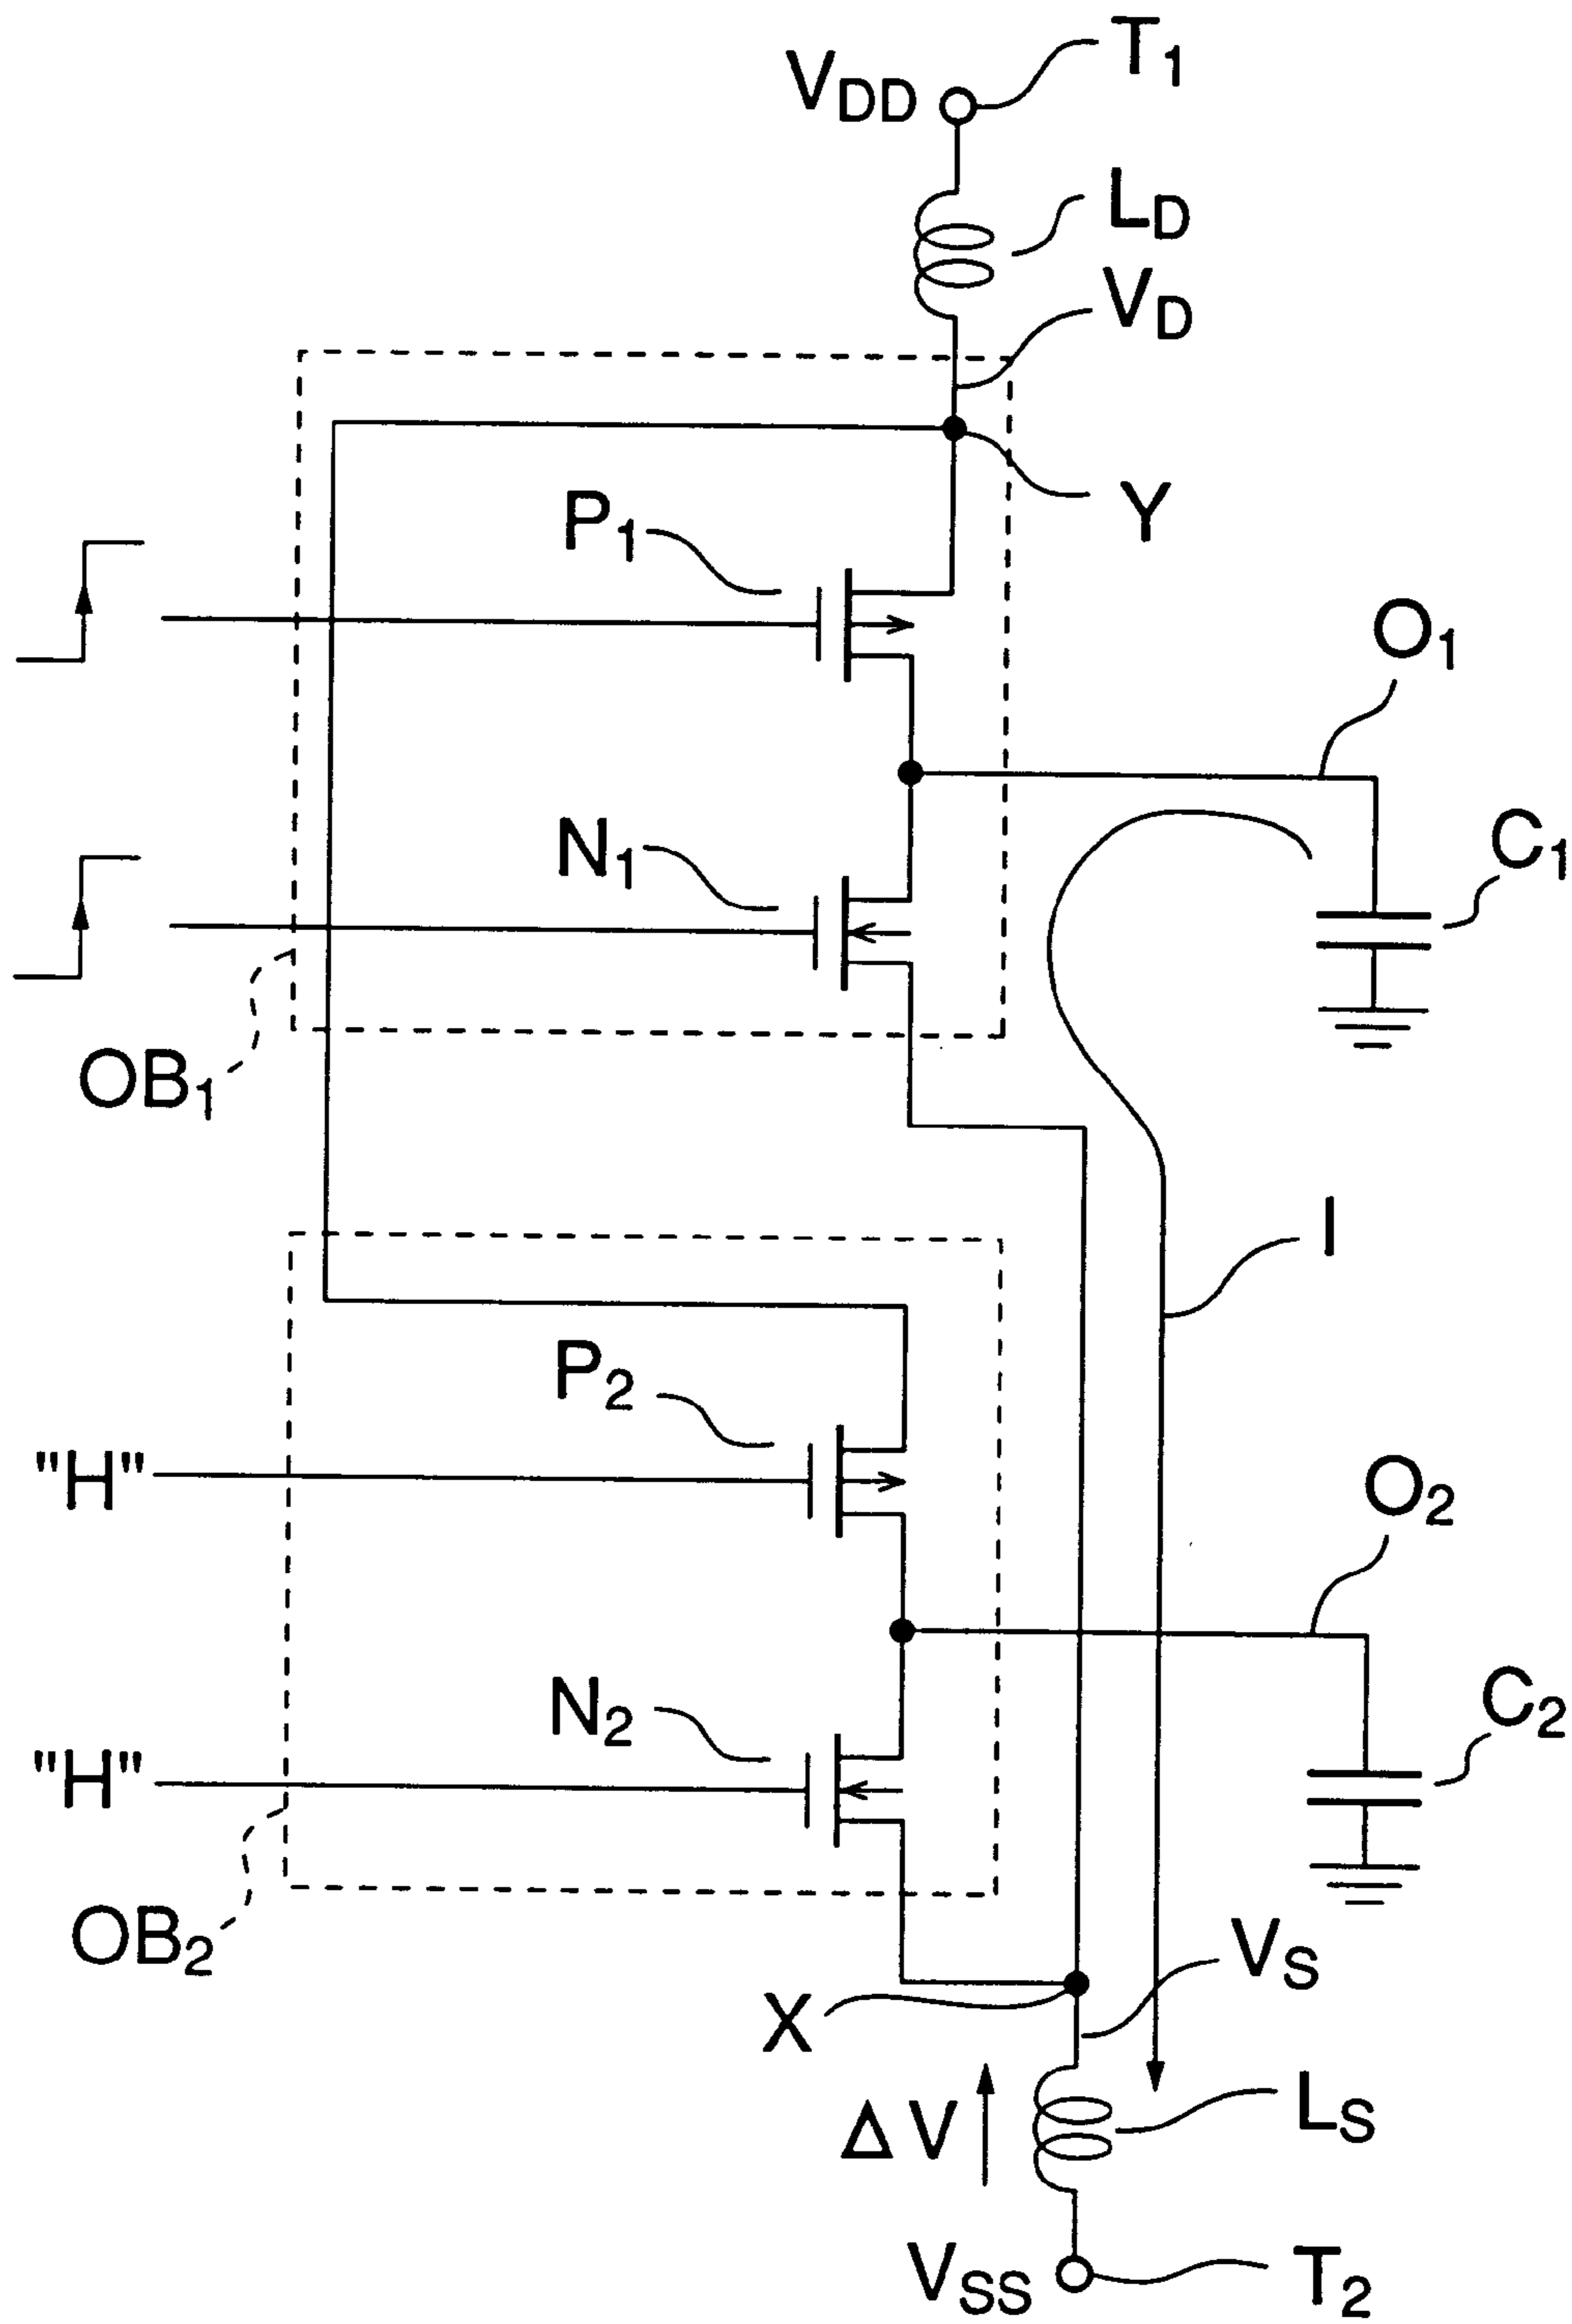 T1
VDD
LD
VD
Y
P1
O1
N1
C1
OB1
I
P2
"H"
O2
N2
C2
"H"
OB2
VS
X
ΔV
LS
VSS
T2